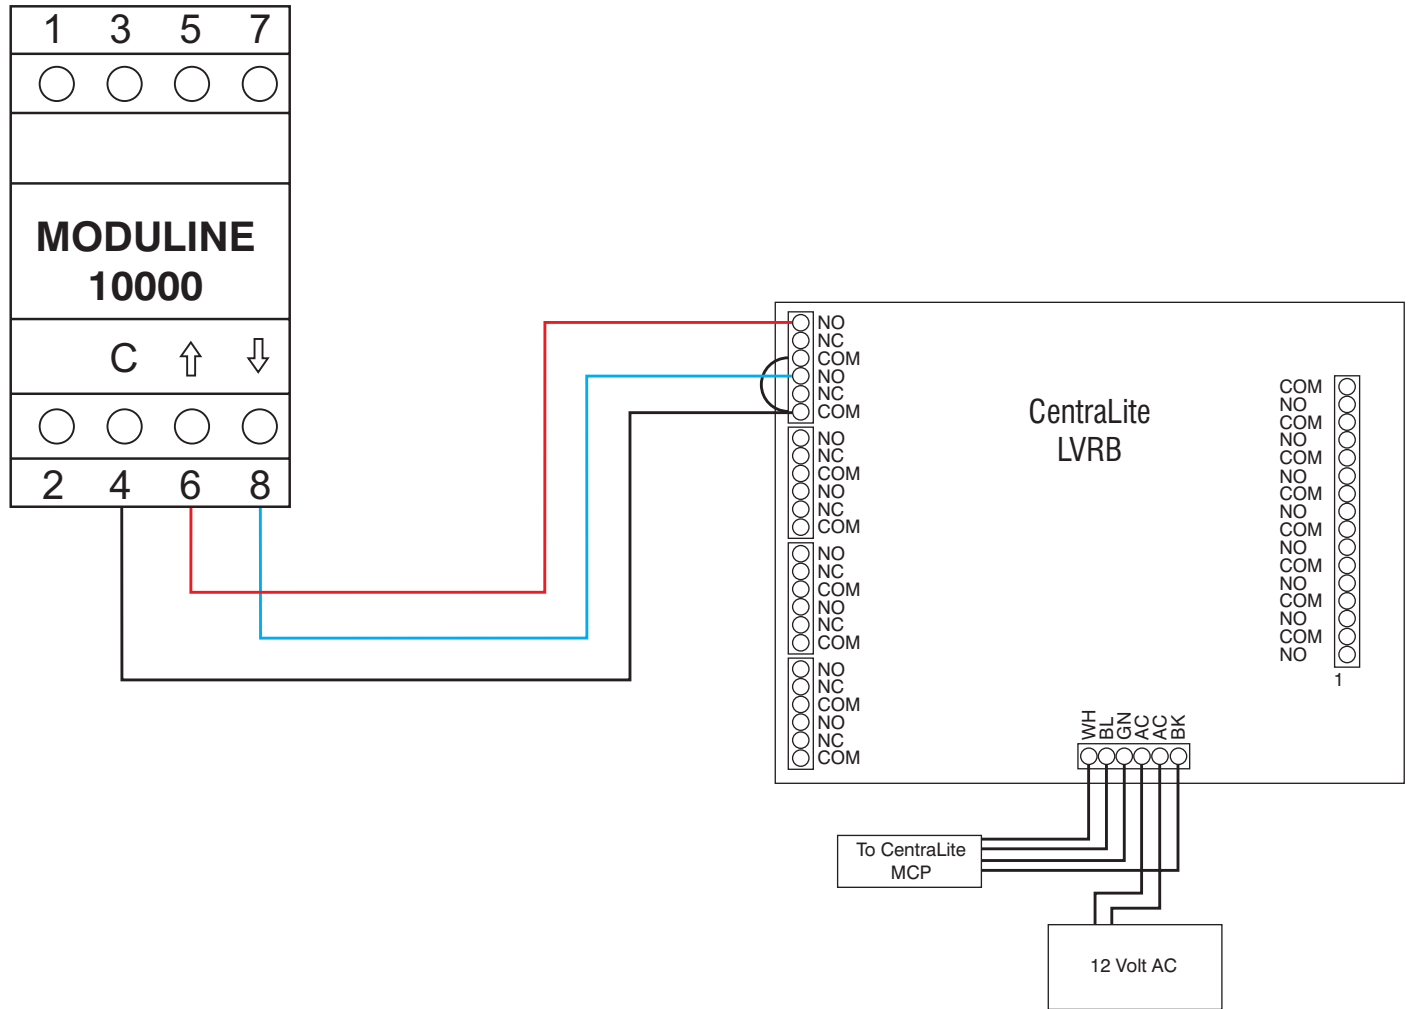 1 3 5 7
MODULINE
10000
C
2 4 6 8
NO
NC
COM
NO
NC
COM
NO
NC
COM
NO
NC
COM
NO
NC
COM
NO
NC
COM
NO
NC
COM
NO
NC
COM
CentraLite
LVRB
COM
NO
COM
NO
COM
NO
COM
NO
COM
NO
COM
NO
COM
NO
COM
NO
1
WH
BL
GN
AC
AC
BK
To CentraLite
MCP
12 Volt AC